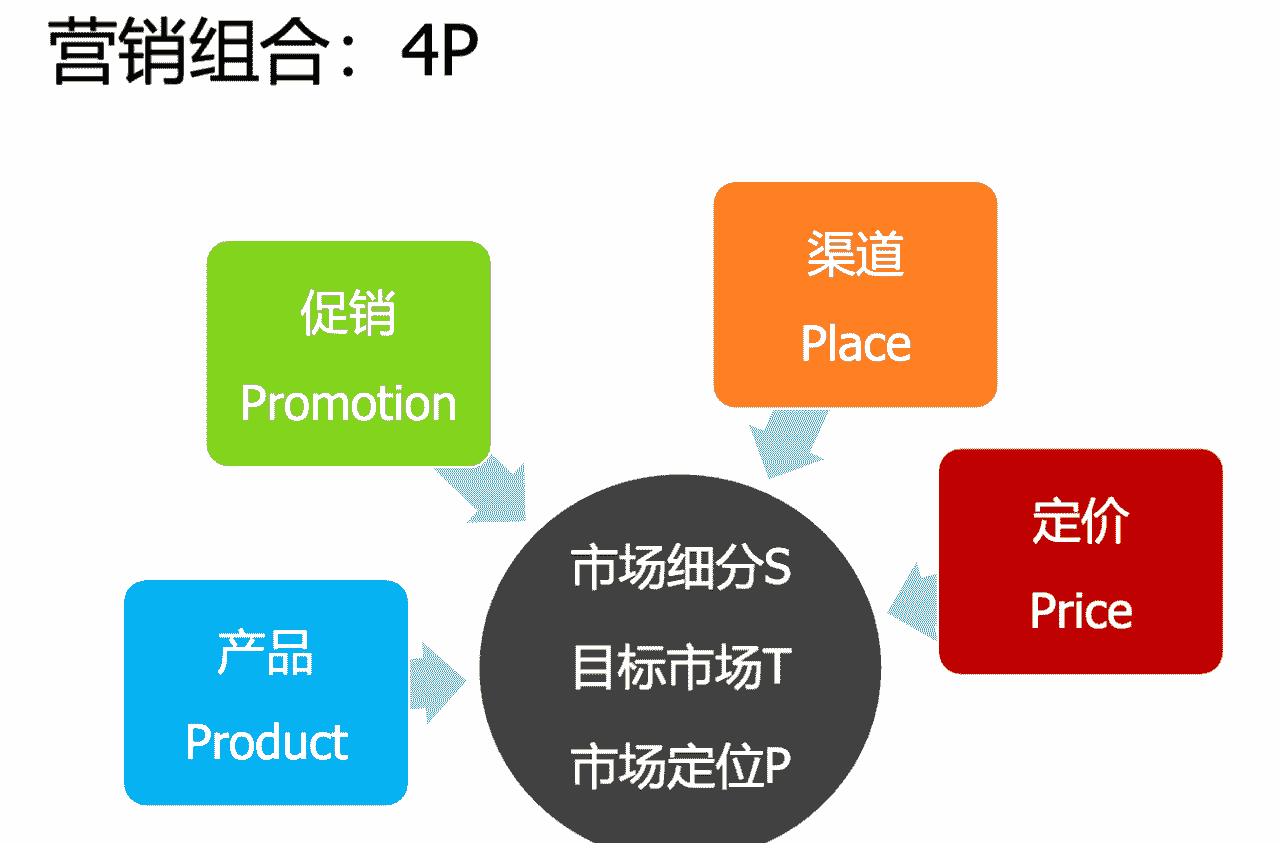 营销组合：4P
促销
Promotion
渠道
Place
定价
Price
产品
Product
市场细分S
目标市场T
市场定位P